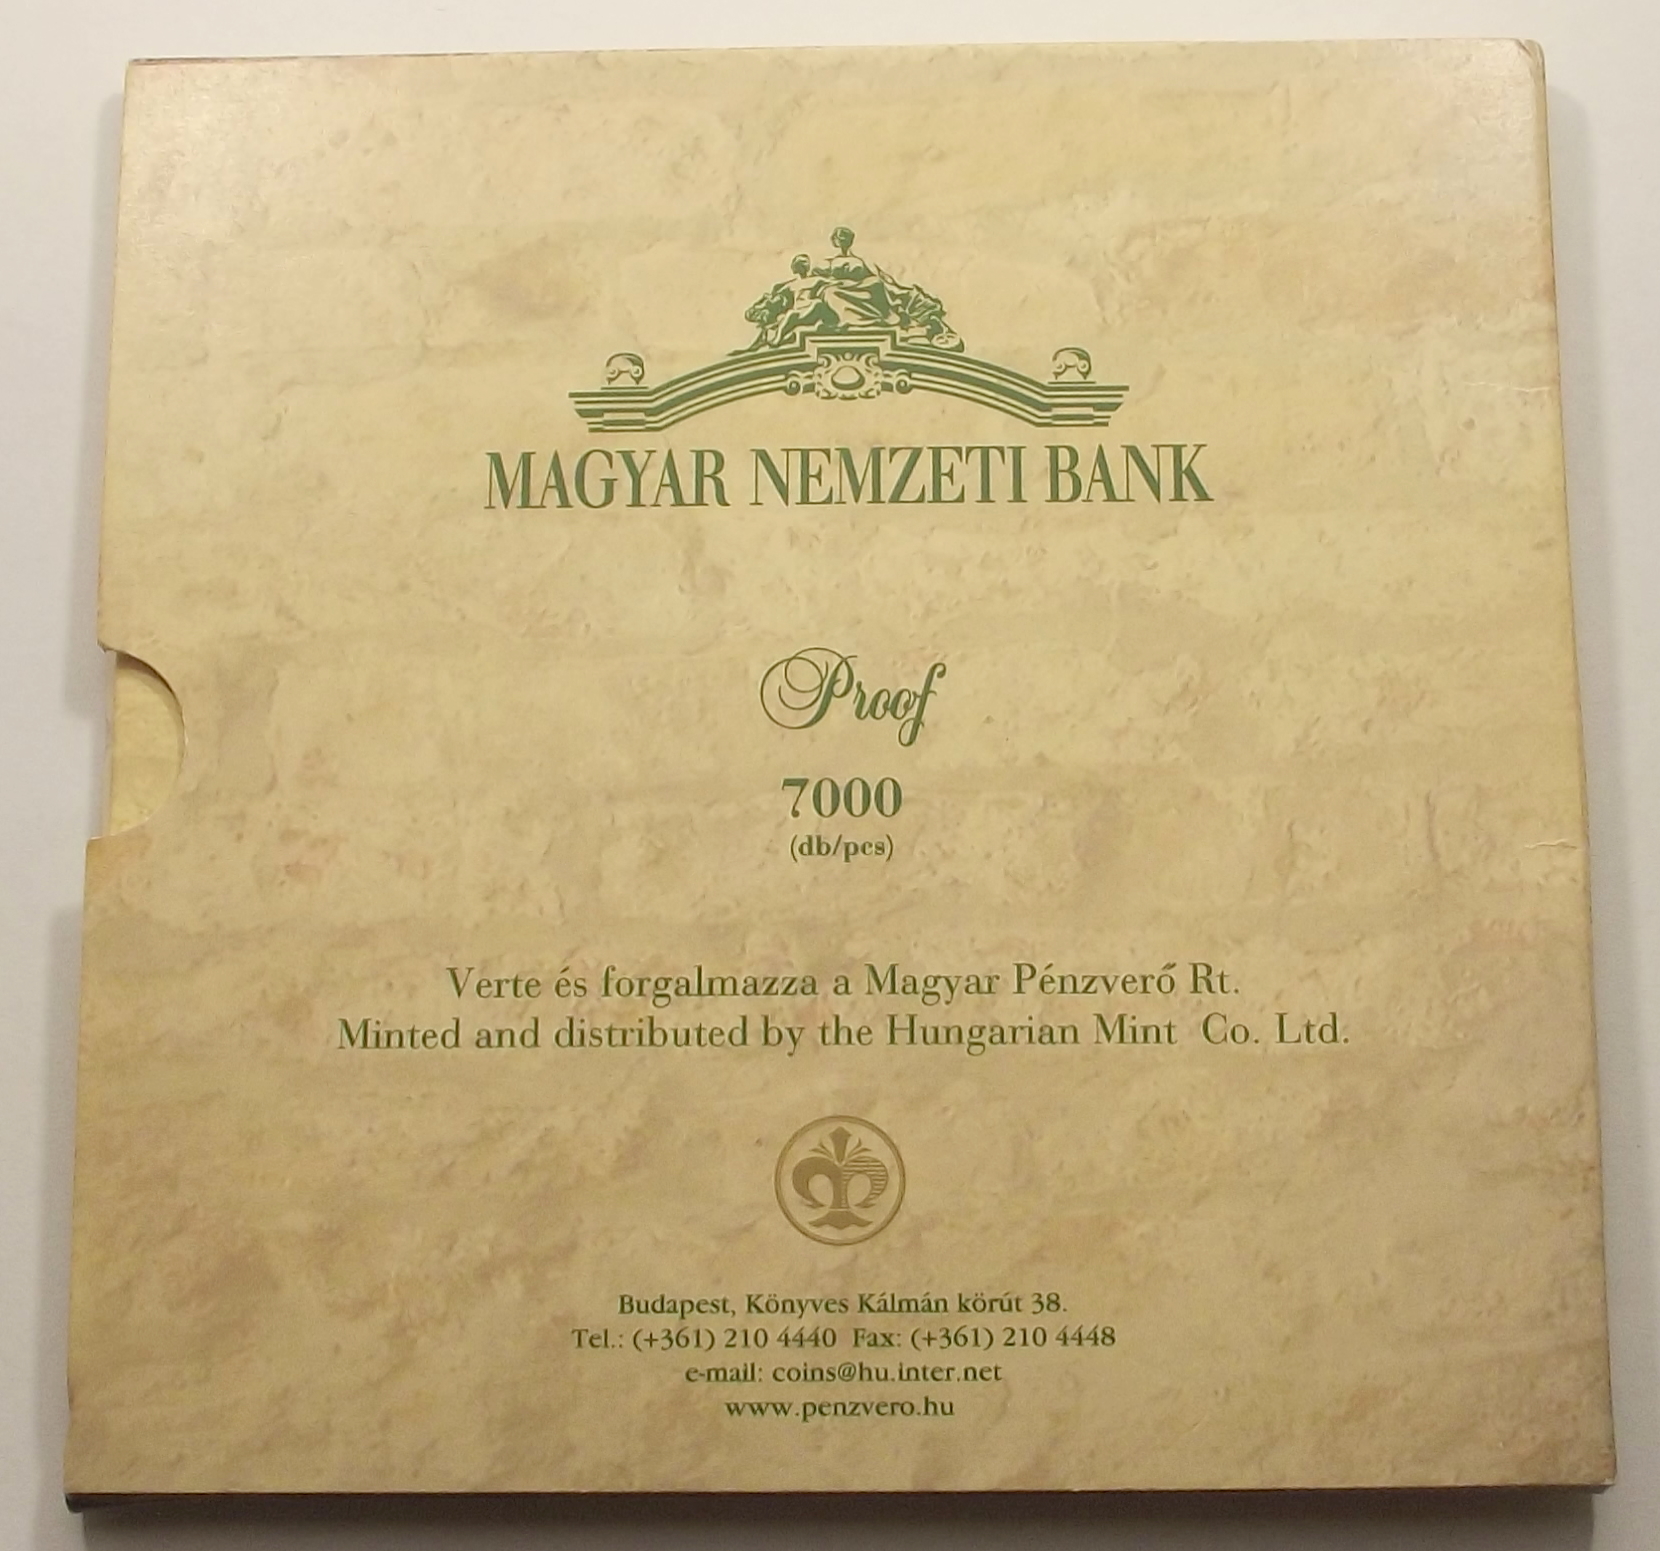 MAGYAR NEMZETI BANK
Proof
7000
(db/pcs)
Verte és forgalmazza a Magyar Pénzverő Rt.
Minted and distributed by the Hungarian Mint Co. Ltd.
Budapest, Könyves Kálmán körút 38.
Tel.: (+361) 210 4440 Fax: (+361) 210 4448
e-mail: coins@hu.inter.net
www.penzvero.hu